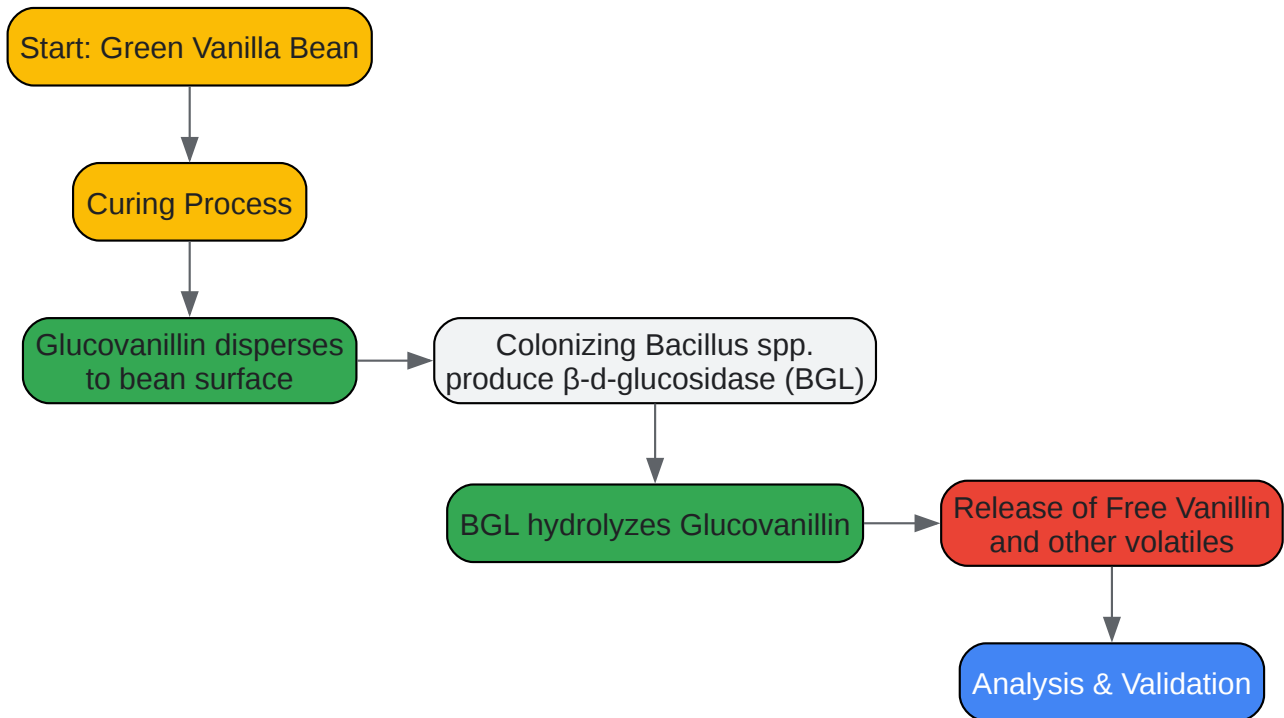 Start: Green Vanilla Bean
Curing Process
Glucovanillin disperses
to bean surface
Colonizing Bacillus spp.
produce β-d-glucosidase (BGL)
BGL hydrolyzes Glucovanillin
Release of Free Vanillin
and other volatiles
Analysis & Validation